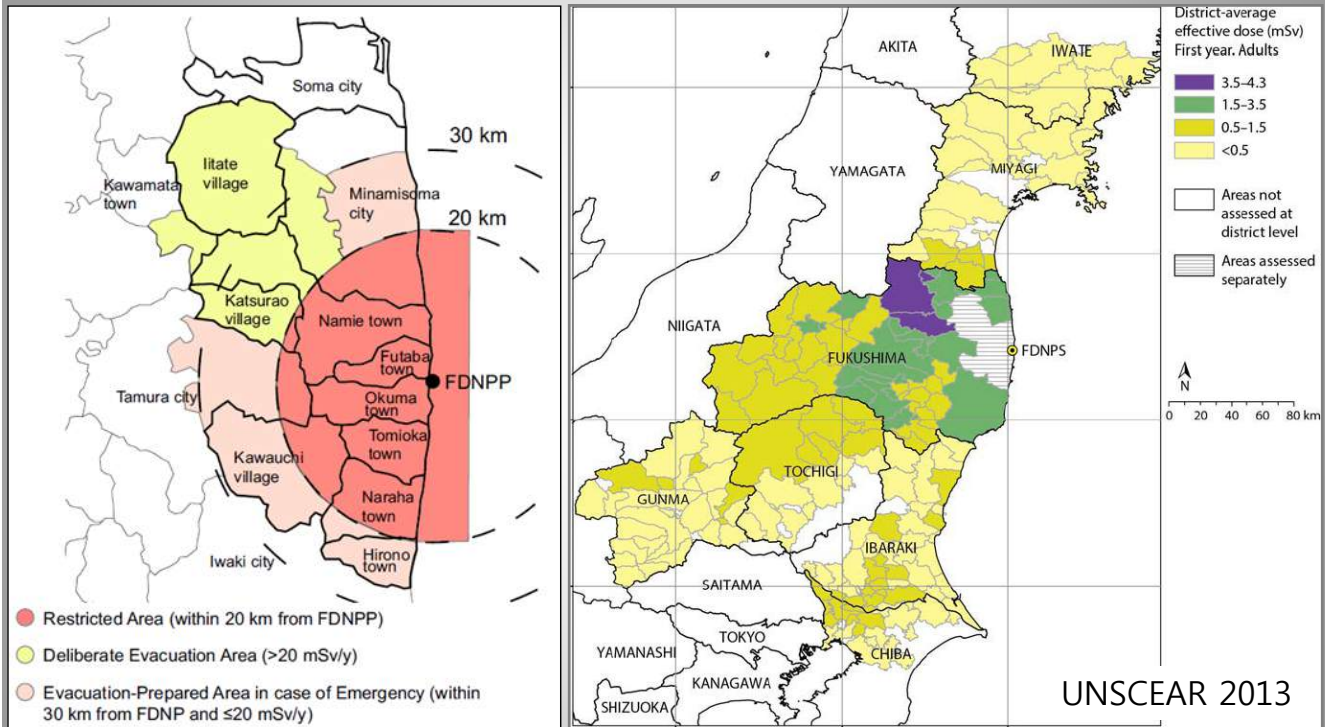 Soma city
30 km
Iitate
village
Kawamata
town
Minamisoma
city
20 km
Katsurao
village
Namie town
Futaba
town
FDNPP
Okuma
town
Tamura city
Tomioka
town
Kawauchi
village
Naraha
town
Hirono
town
Iwaki city
Restricted Area (within 20 km from FDNPP)
Deliberate Evacuation Area (>20 mSv/y)
Evacuation-Prepared Area in case of Emergency (within
30 km from FDNP and ≤20 mSv/y)
AKITA
IWATE
YAMAGATA
MIYAGI
NIIGATA
FUKUSHIMA
FDNPS
TOCHIGI
GUNMA
IBARAKI
SAITAMA
TOKYO
YAMANASHI
CHIBA
KANAGAWA
SHIZUOKA
District-average
effective dose (mSv)
First year. Adults
3.5–4.3
1.5–3.5
0.5–1.5
<0.5
Areas not
assessed at
district level
Areas assessed
separately
N
0 20 40 60 80 km
UNSCEAR 2013